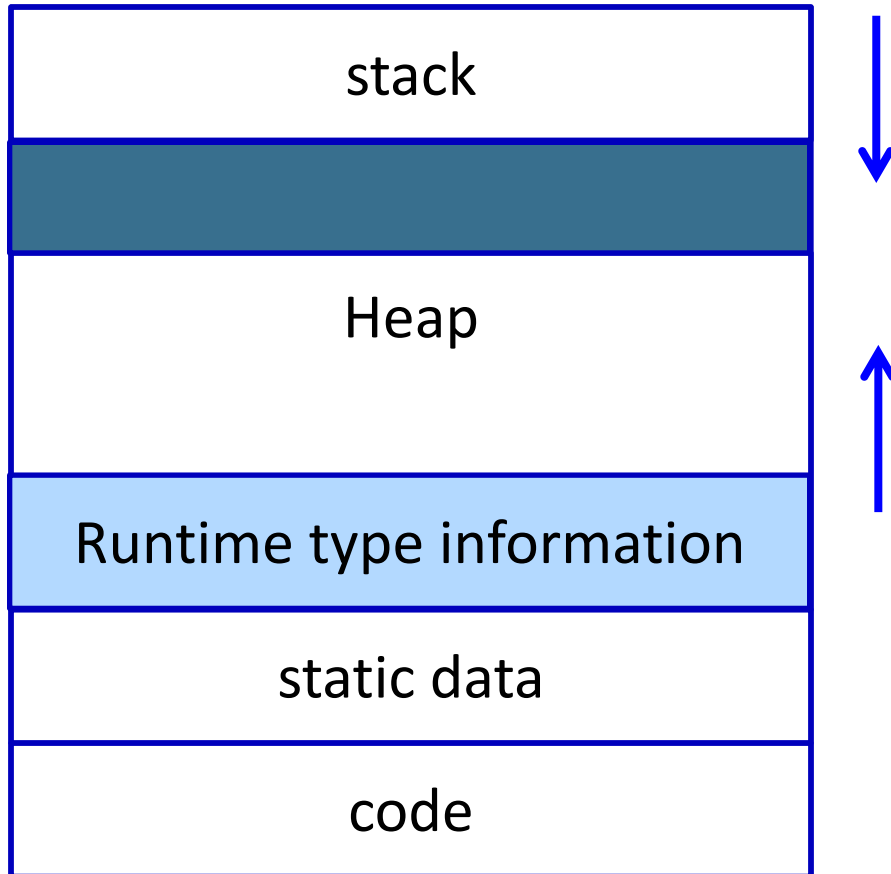 stack
Heap
Runtime type information
static data
code